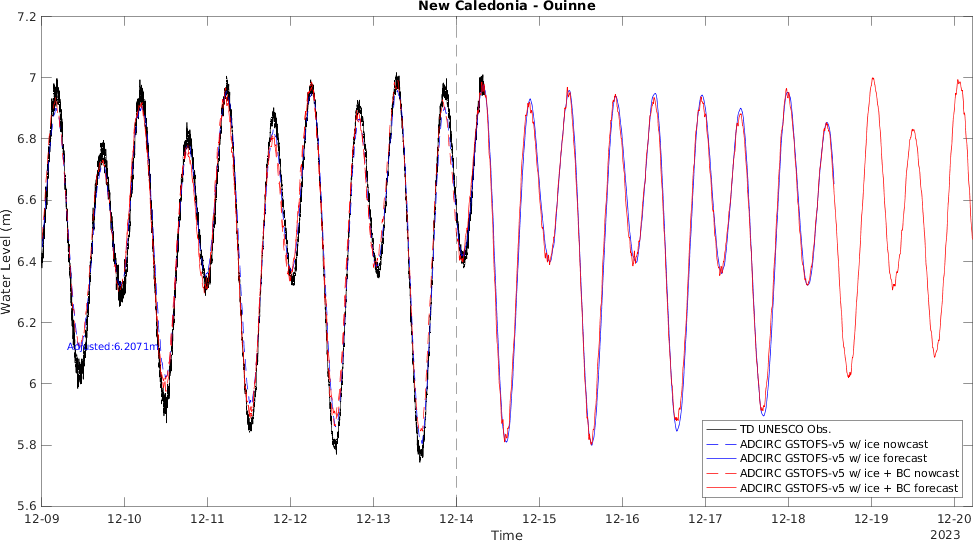 New Caledonia - Ouinne
Water Level (m)
7.2
7
6.8
6.6
6.4
6.2
6
5.8
5.6
Adjusted:6.2071m
TD UNESCO Obs.
ADCIRC GSTOFS-v5 w/ ice nowcast
ADCIRC GSTOFS-v5 w/ ice forecast
ADCIRC GSTOFS-v5 w/ ice + BC nowcast
ADCIRC GSTOFS-v5 w/ ice + BC forecast
12-09 12-10 12-11 12-12 12-13 12-14 12-15 12-16 12-17 12-18 12-19 12-20
Time
2023